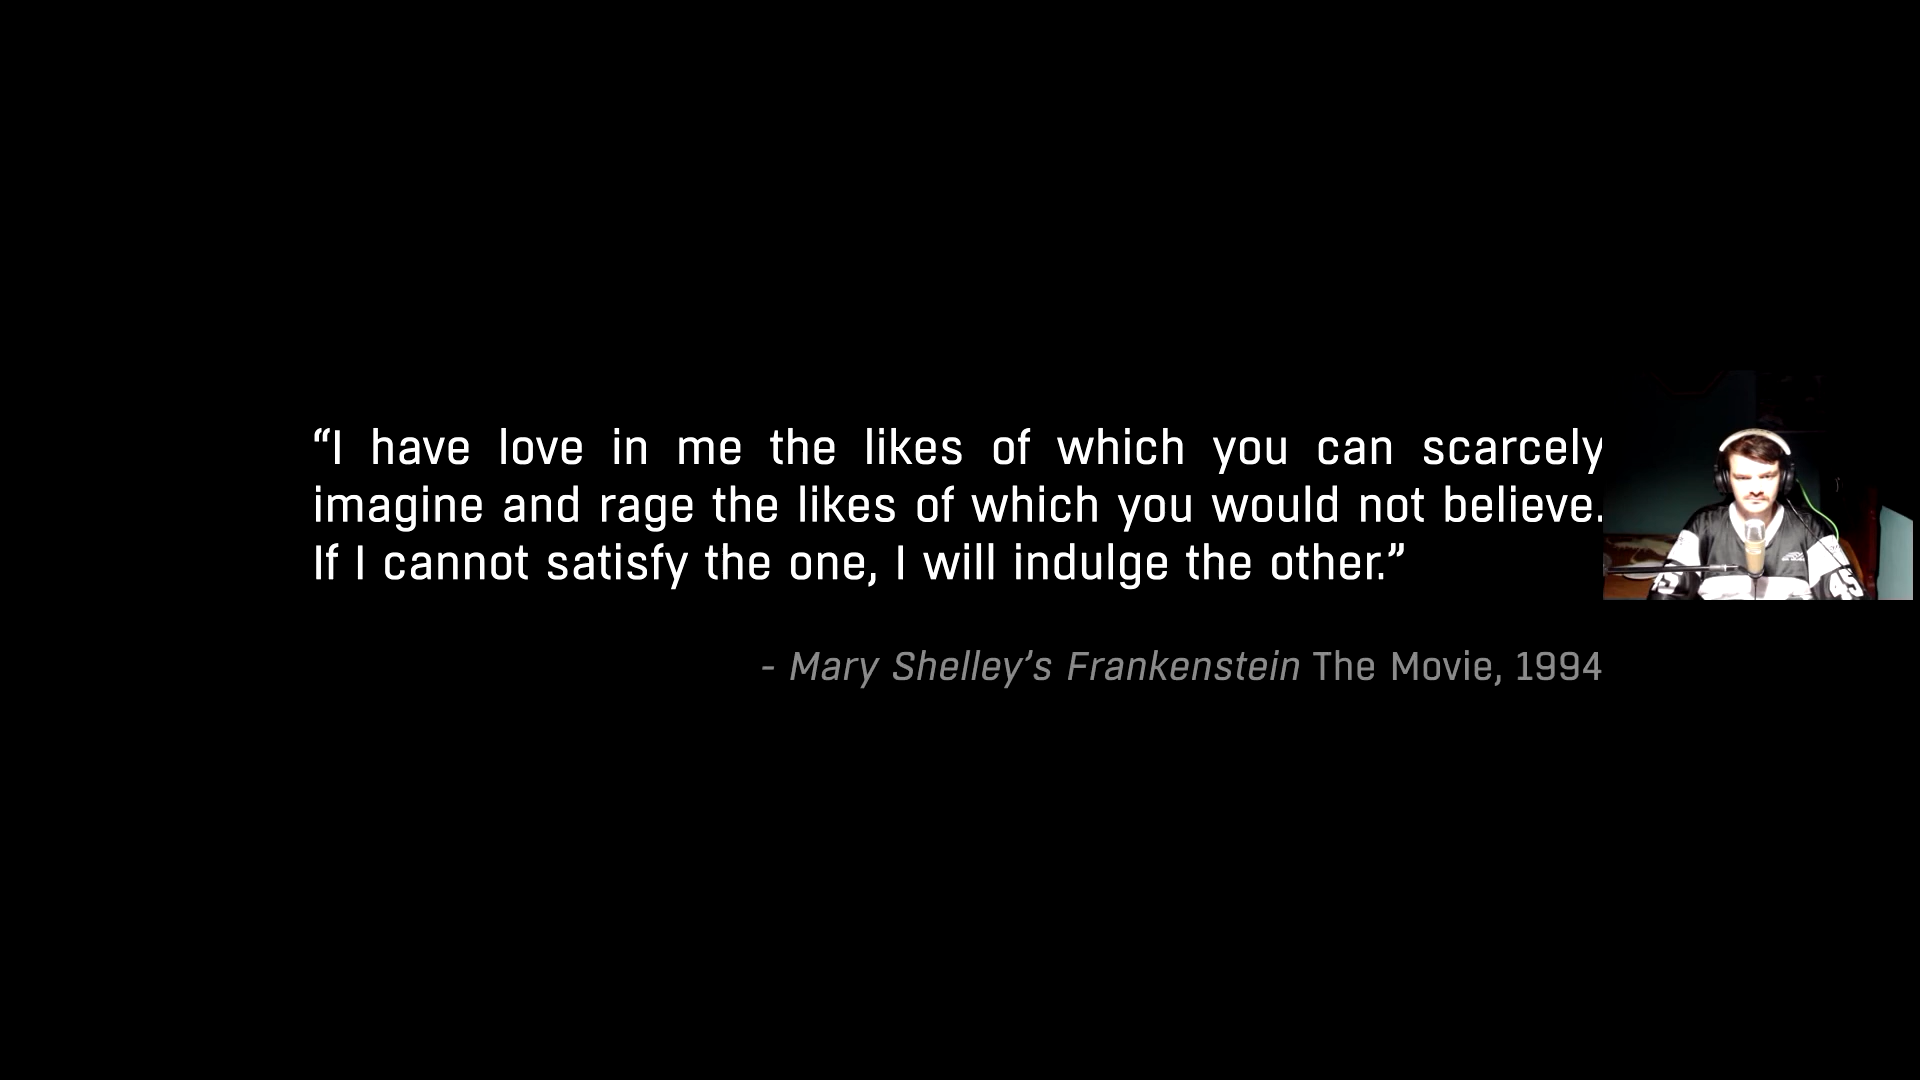 “I have love in me the likes of which you can scarcely
imagine and rage the likes of which you would not believe.
If I cannot satisfy the one, I will indulge the other.”
- Mary Shelley’s Frankenstein The Movie, 1994
45